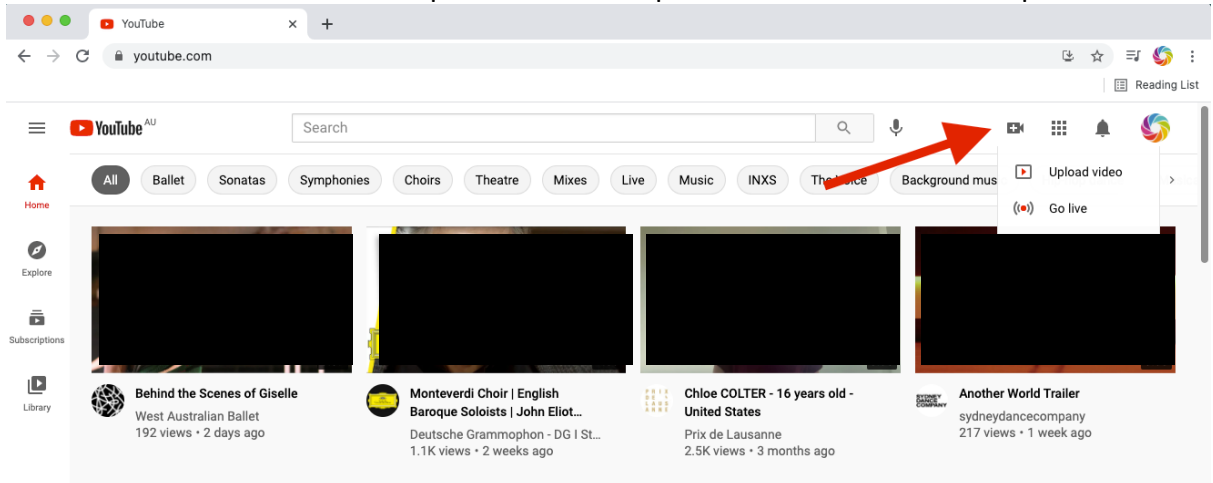 YouTube
youtube.com
Reading List
YouTube AU
Search
All Ballet Sonatas Symphonies Choirs Theatre Mixes Live Music INXS The Voice Background mus
Upload video
Go live
Home
Explore
Subscriptions
Library
Behind the Scenes of Giselle
West Australian Ballet
192 views • 2 days ago
Monteverdi Choir | English
Baroque Soloists | John Eliot...
Deutsche Grammophon - DG I St...
1.1K views • 2 weeks ago
Chloe COLTER - 16 years old -
United States
Prix de Lausanne
2.5K views • 3 months ago
SYDNEY
DANCE
COMPANY
Another World Trailer
sydneydancecompany
217 views • 1 week ago